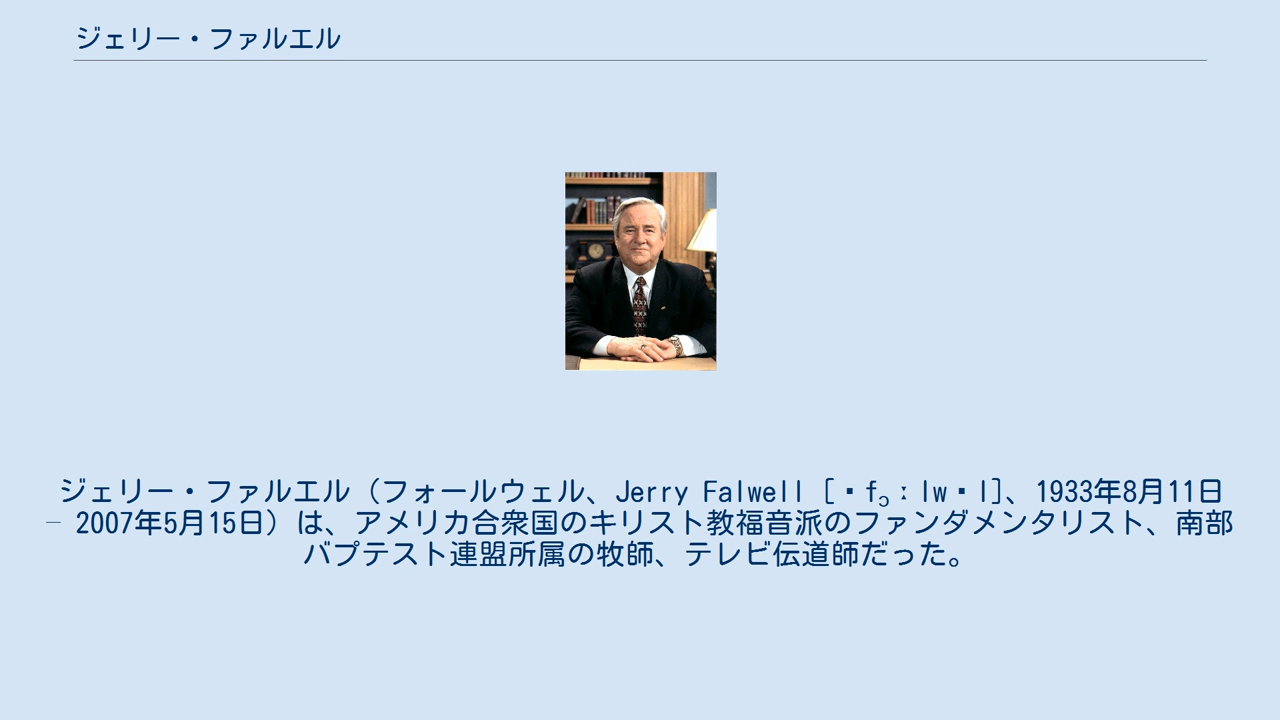 ジェリー・ファルエル
ジェリー・ファルエル（フォールウェル、Jerry Falwell [・fɔːlw・l]、1933年8月11日
– 2007年5月15日）は、アメリカ合衆国のキリスト教福音派のファンダメンタリスト、南部
バプテスト連盟所属の牧師、テレビ伝道師だった。